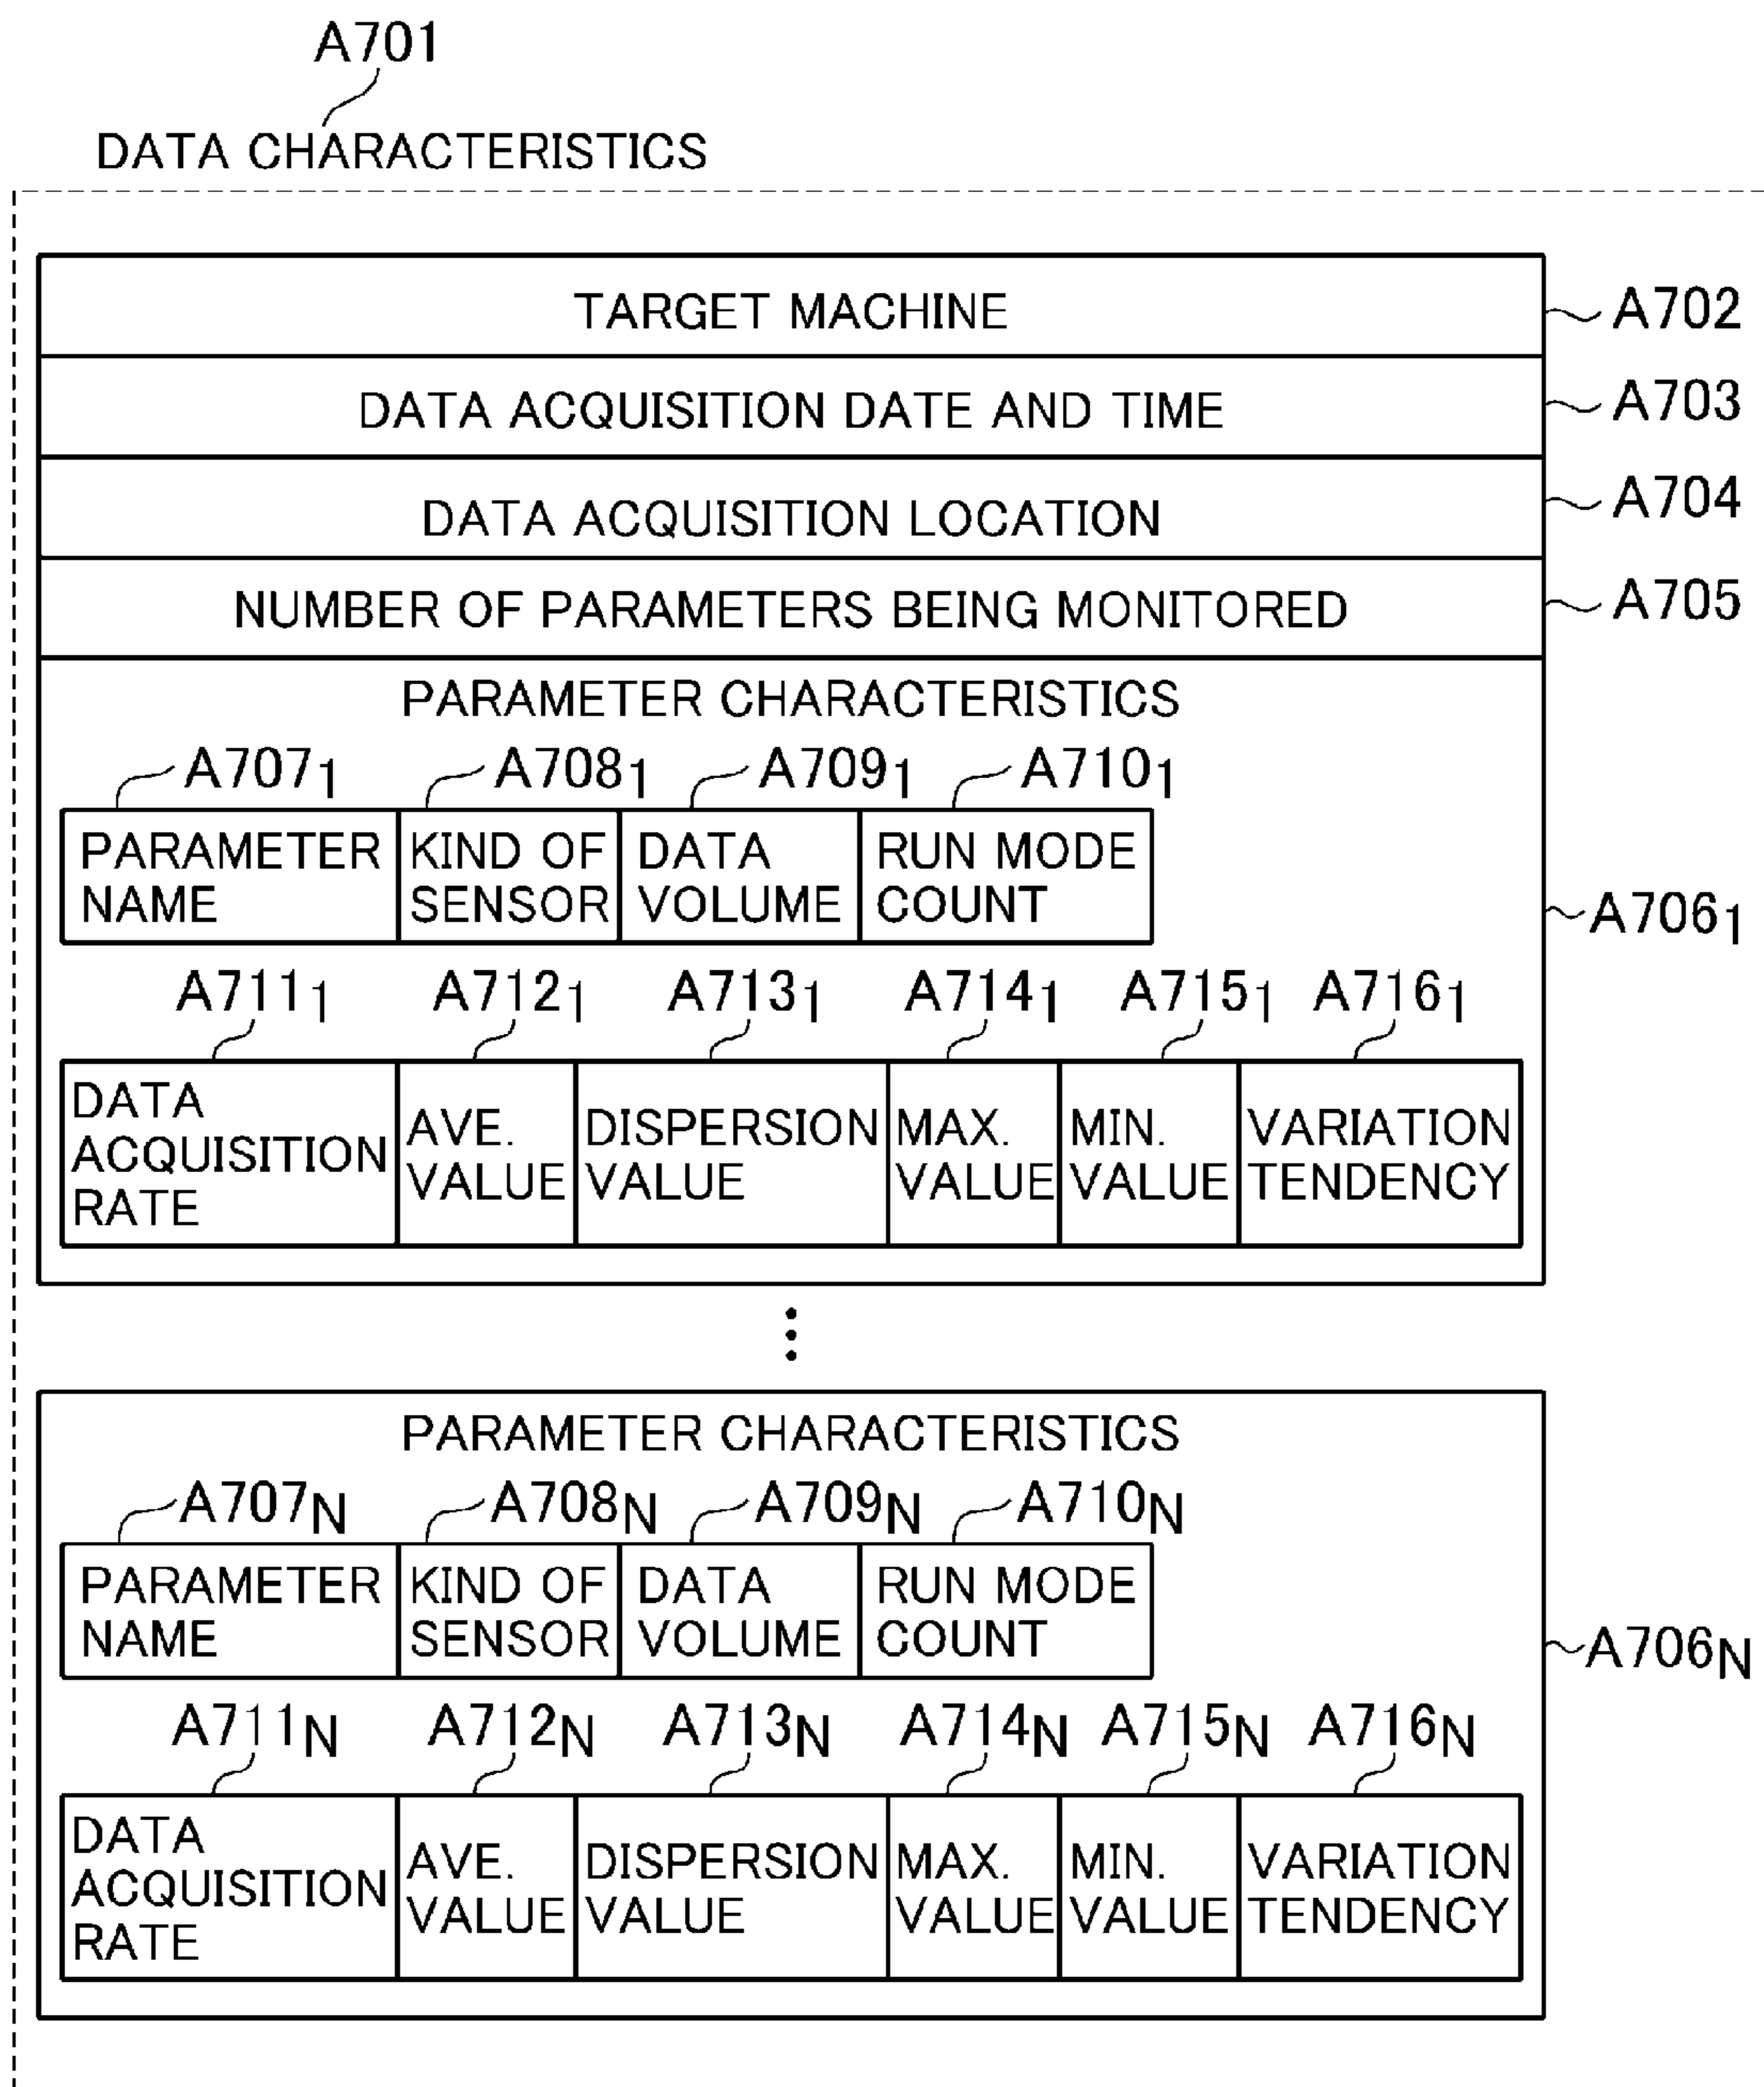 A701
DATA CHARACTERISTICS
TARGET MACHINE
A702
DATA ACQUISITION DATE AND TIME
A703
DATA ACQUISITION LOCATION
A704
NUMBER OF PARAMETERS BEING MONITORED
A705
PARAMETER CHARACTERISTICS
A707₁ A708₁ A709₁ A710₁
PARAMETER NAME
KIND OF SENSOR
DATA VOLUME
RUN MODE COUNT
A706₁
A711₁ A712₁ A713₁ A714₁ A715₁ A716₁
DATA ACQUISITION RATE
AVE. VALUE
DISPERSION VALUE
MAX. VALUE
MIN. VALUE
VARIATION TENDENCY
PARAMETER CHARACTERISTICS
A707N A708N A709N A710N
PARAMETER NAME
KIND OF SENSOR
DATA VOLUME
RUN MODE COUNT
A706N
A711N A712N A713N A714N A715N A716N
DATA ACQUISITION RATE
AVE. VALUE
DISPERSION VALUE
MAX. VALUE
MIN. VALUE
VARIATION TENDENCY